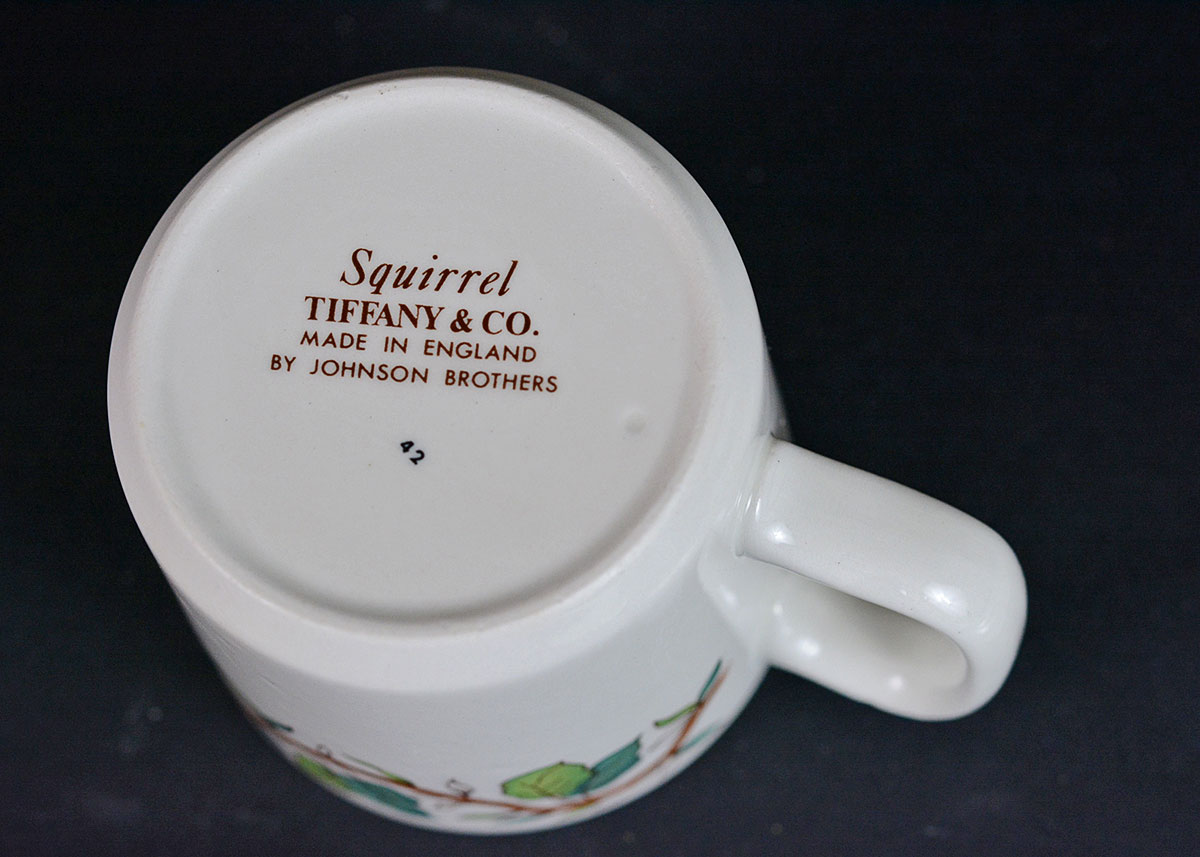 Squirrel
TIFFANY & CO.
MADE IN ENGLAND
BY JOHNSON BROTHERS
42